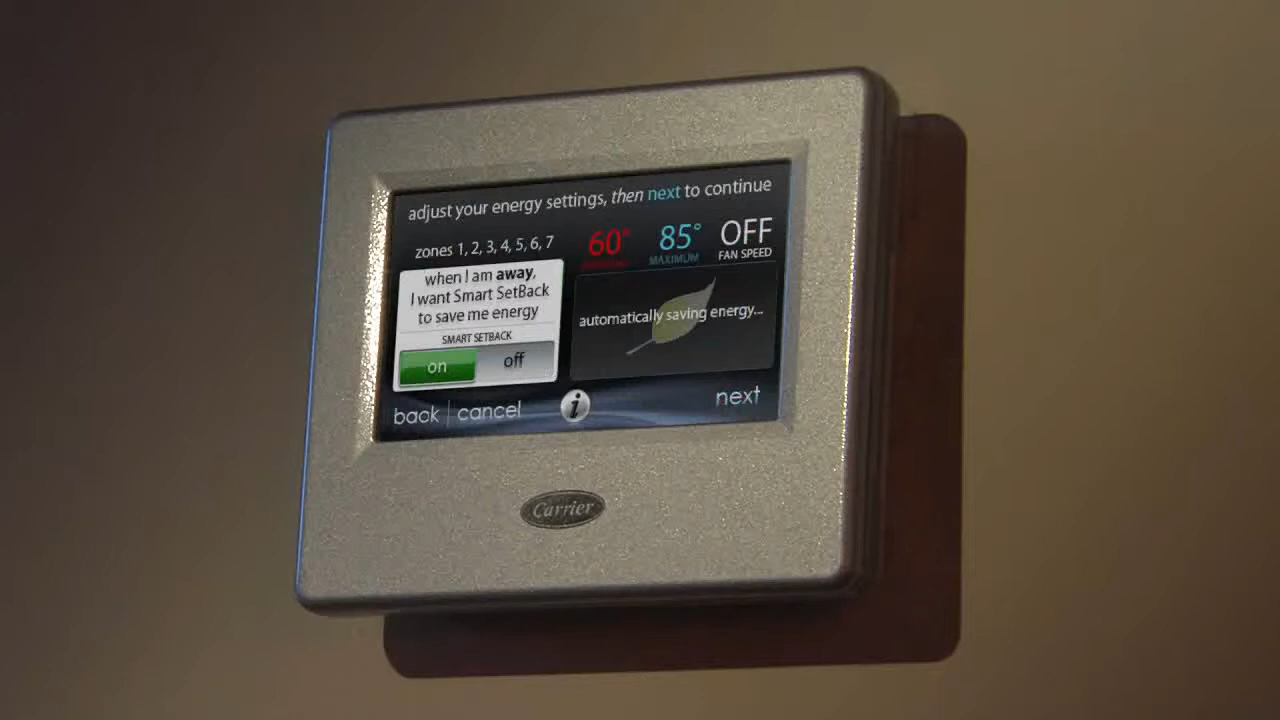 adjust your energy settings, then next to continue
zones 1, 2, 3, 4, 5, 6, 7
60°
85° OFF
MAXIMUM FAN SPEED
when I am away,
I want Smart SetBack
to save me energy
SMART SETBACK
on off
automatically saving energy...
back | cancel i next
Carrier